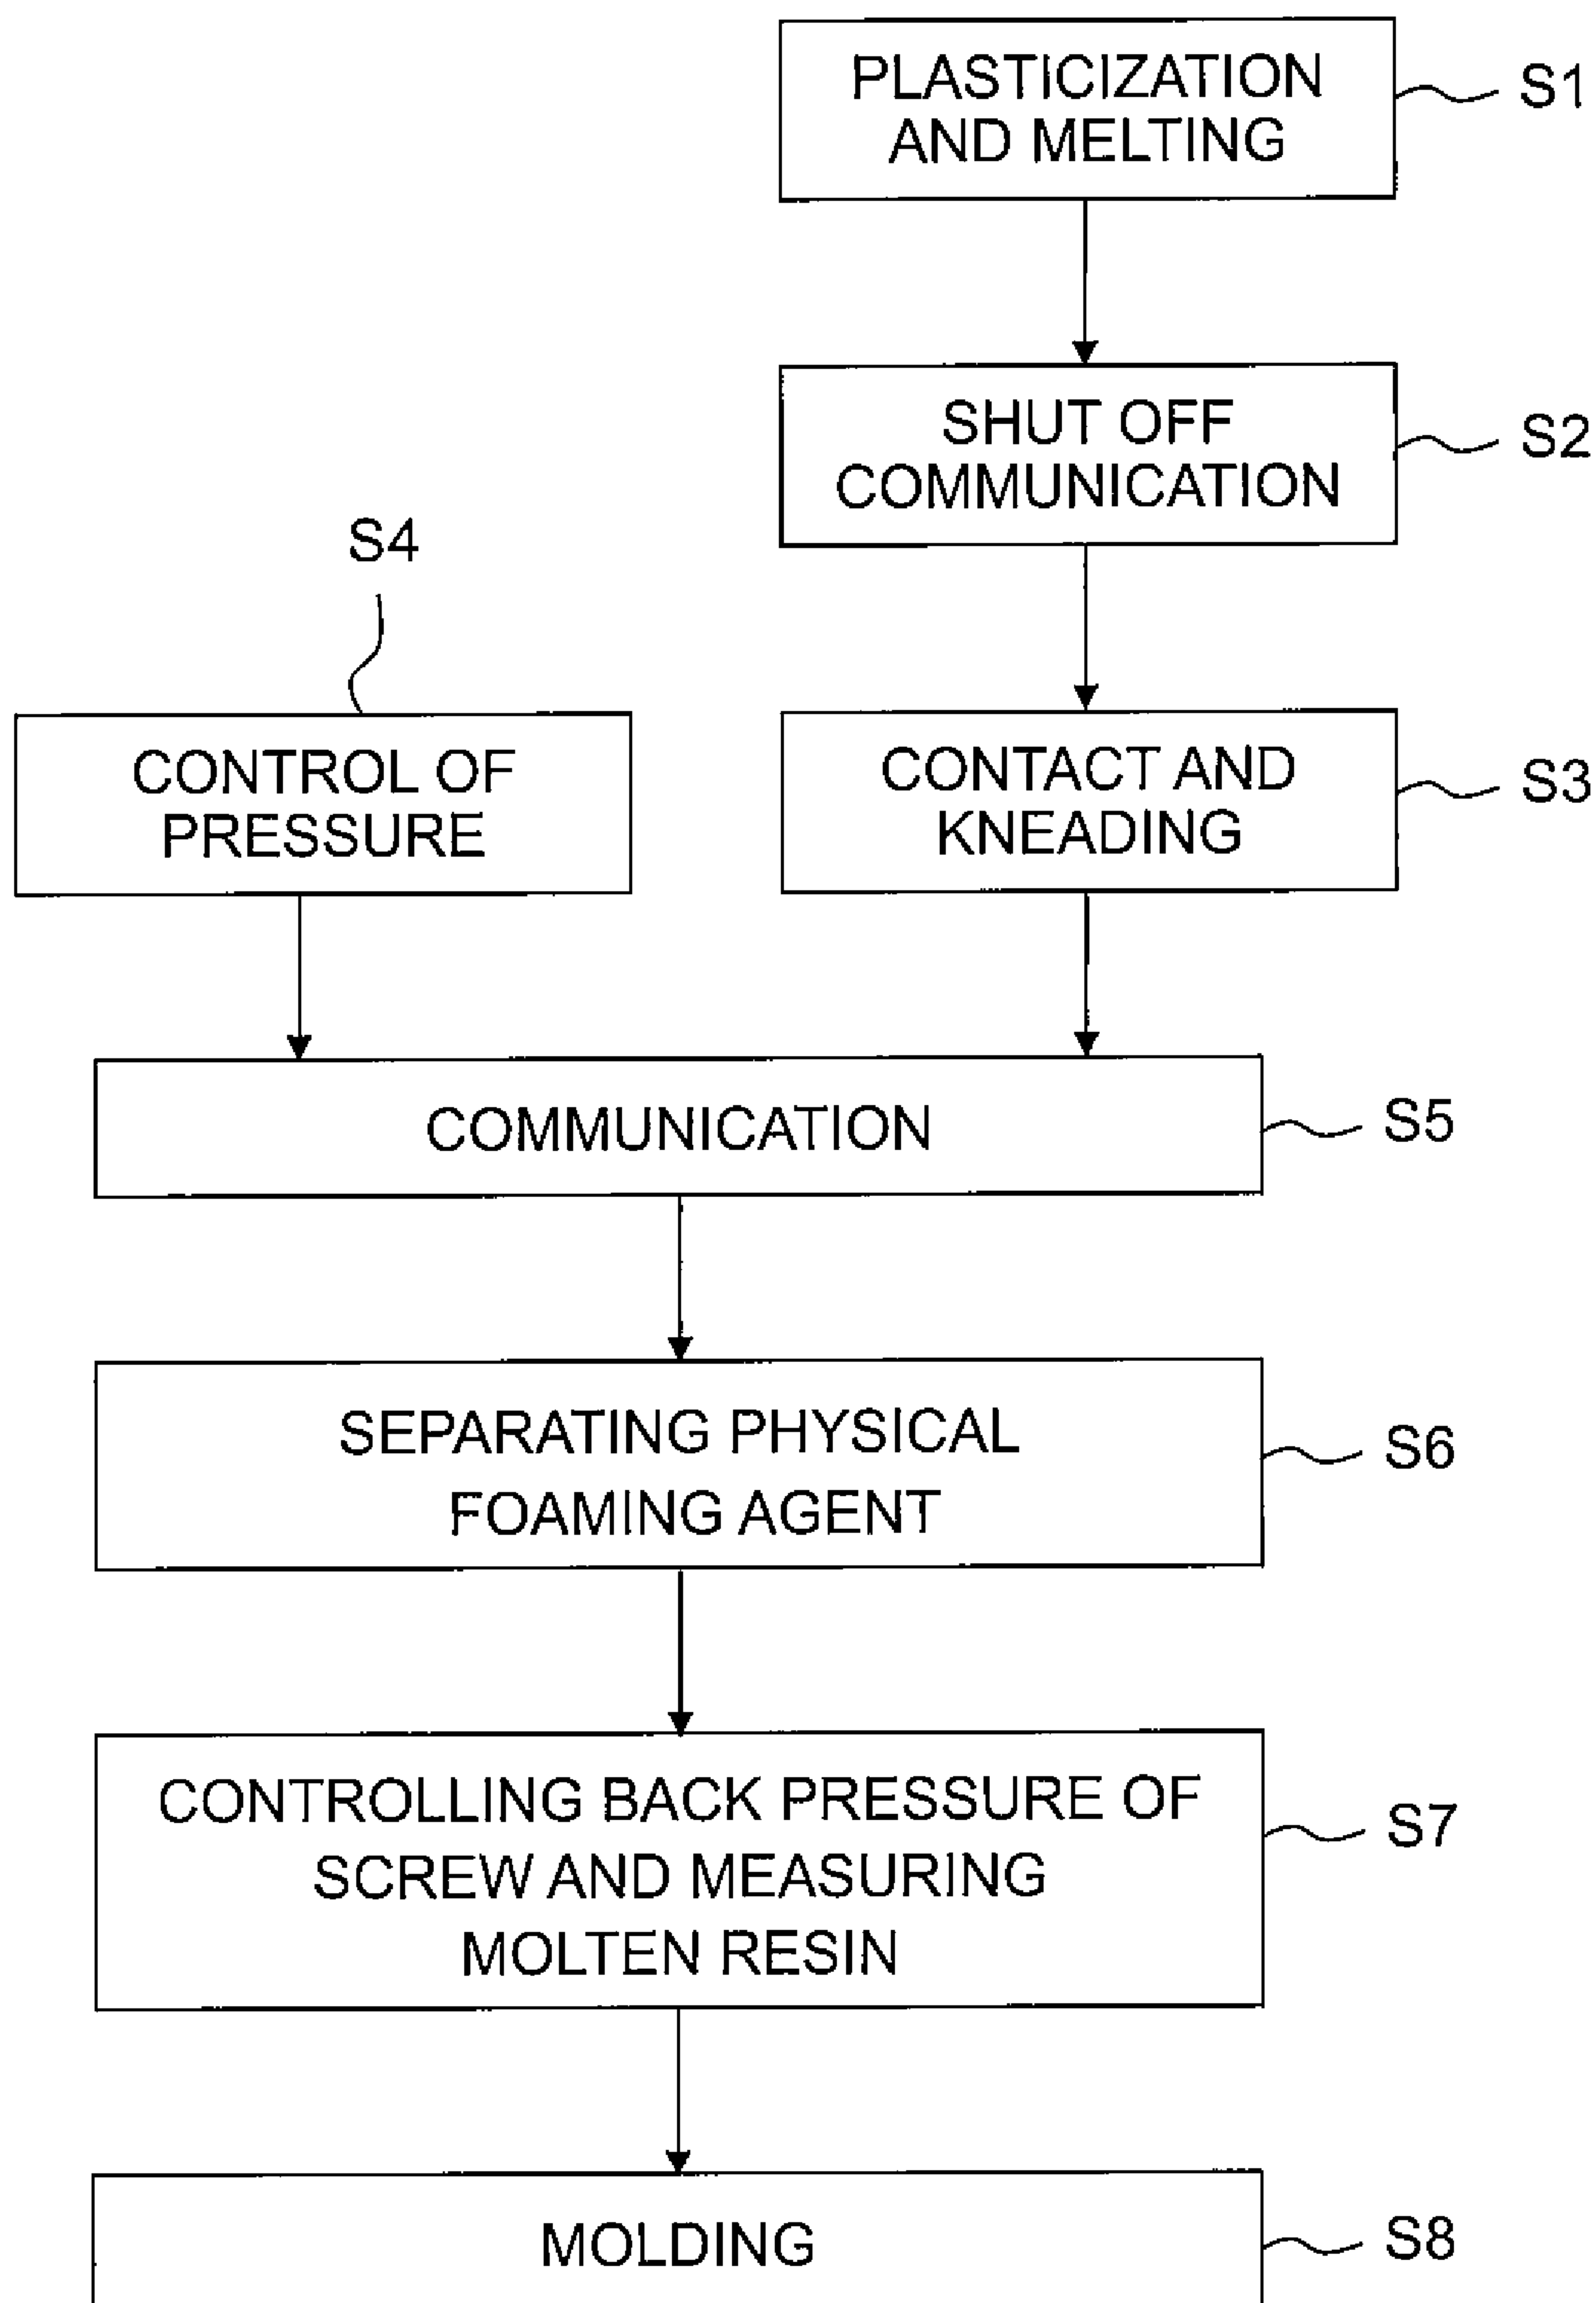 PLASTICIZATION
AND MELTING
S1
SHUT OFF
COMMUNICATION
S2
S4
CONTROL OF
PRESSURE
CONTACT AND
KNEADING
S3
COMMUNICATION
S5
SEPARATING PHYSICAL
FOAMING AGENT
S6
CONTROLLING BACK PRESSURE OF
SCREW AND MEASURING
MOLTEN RESIN
S7
MOLDING
S8